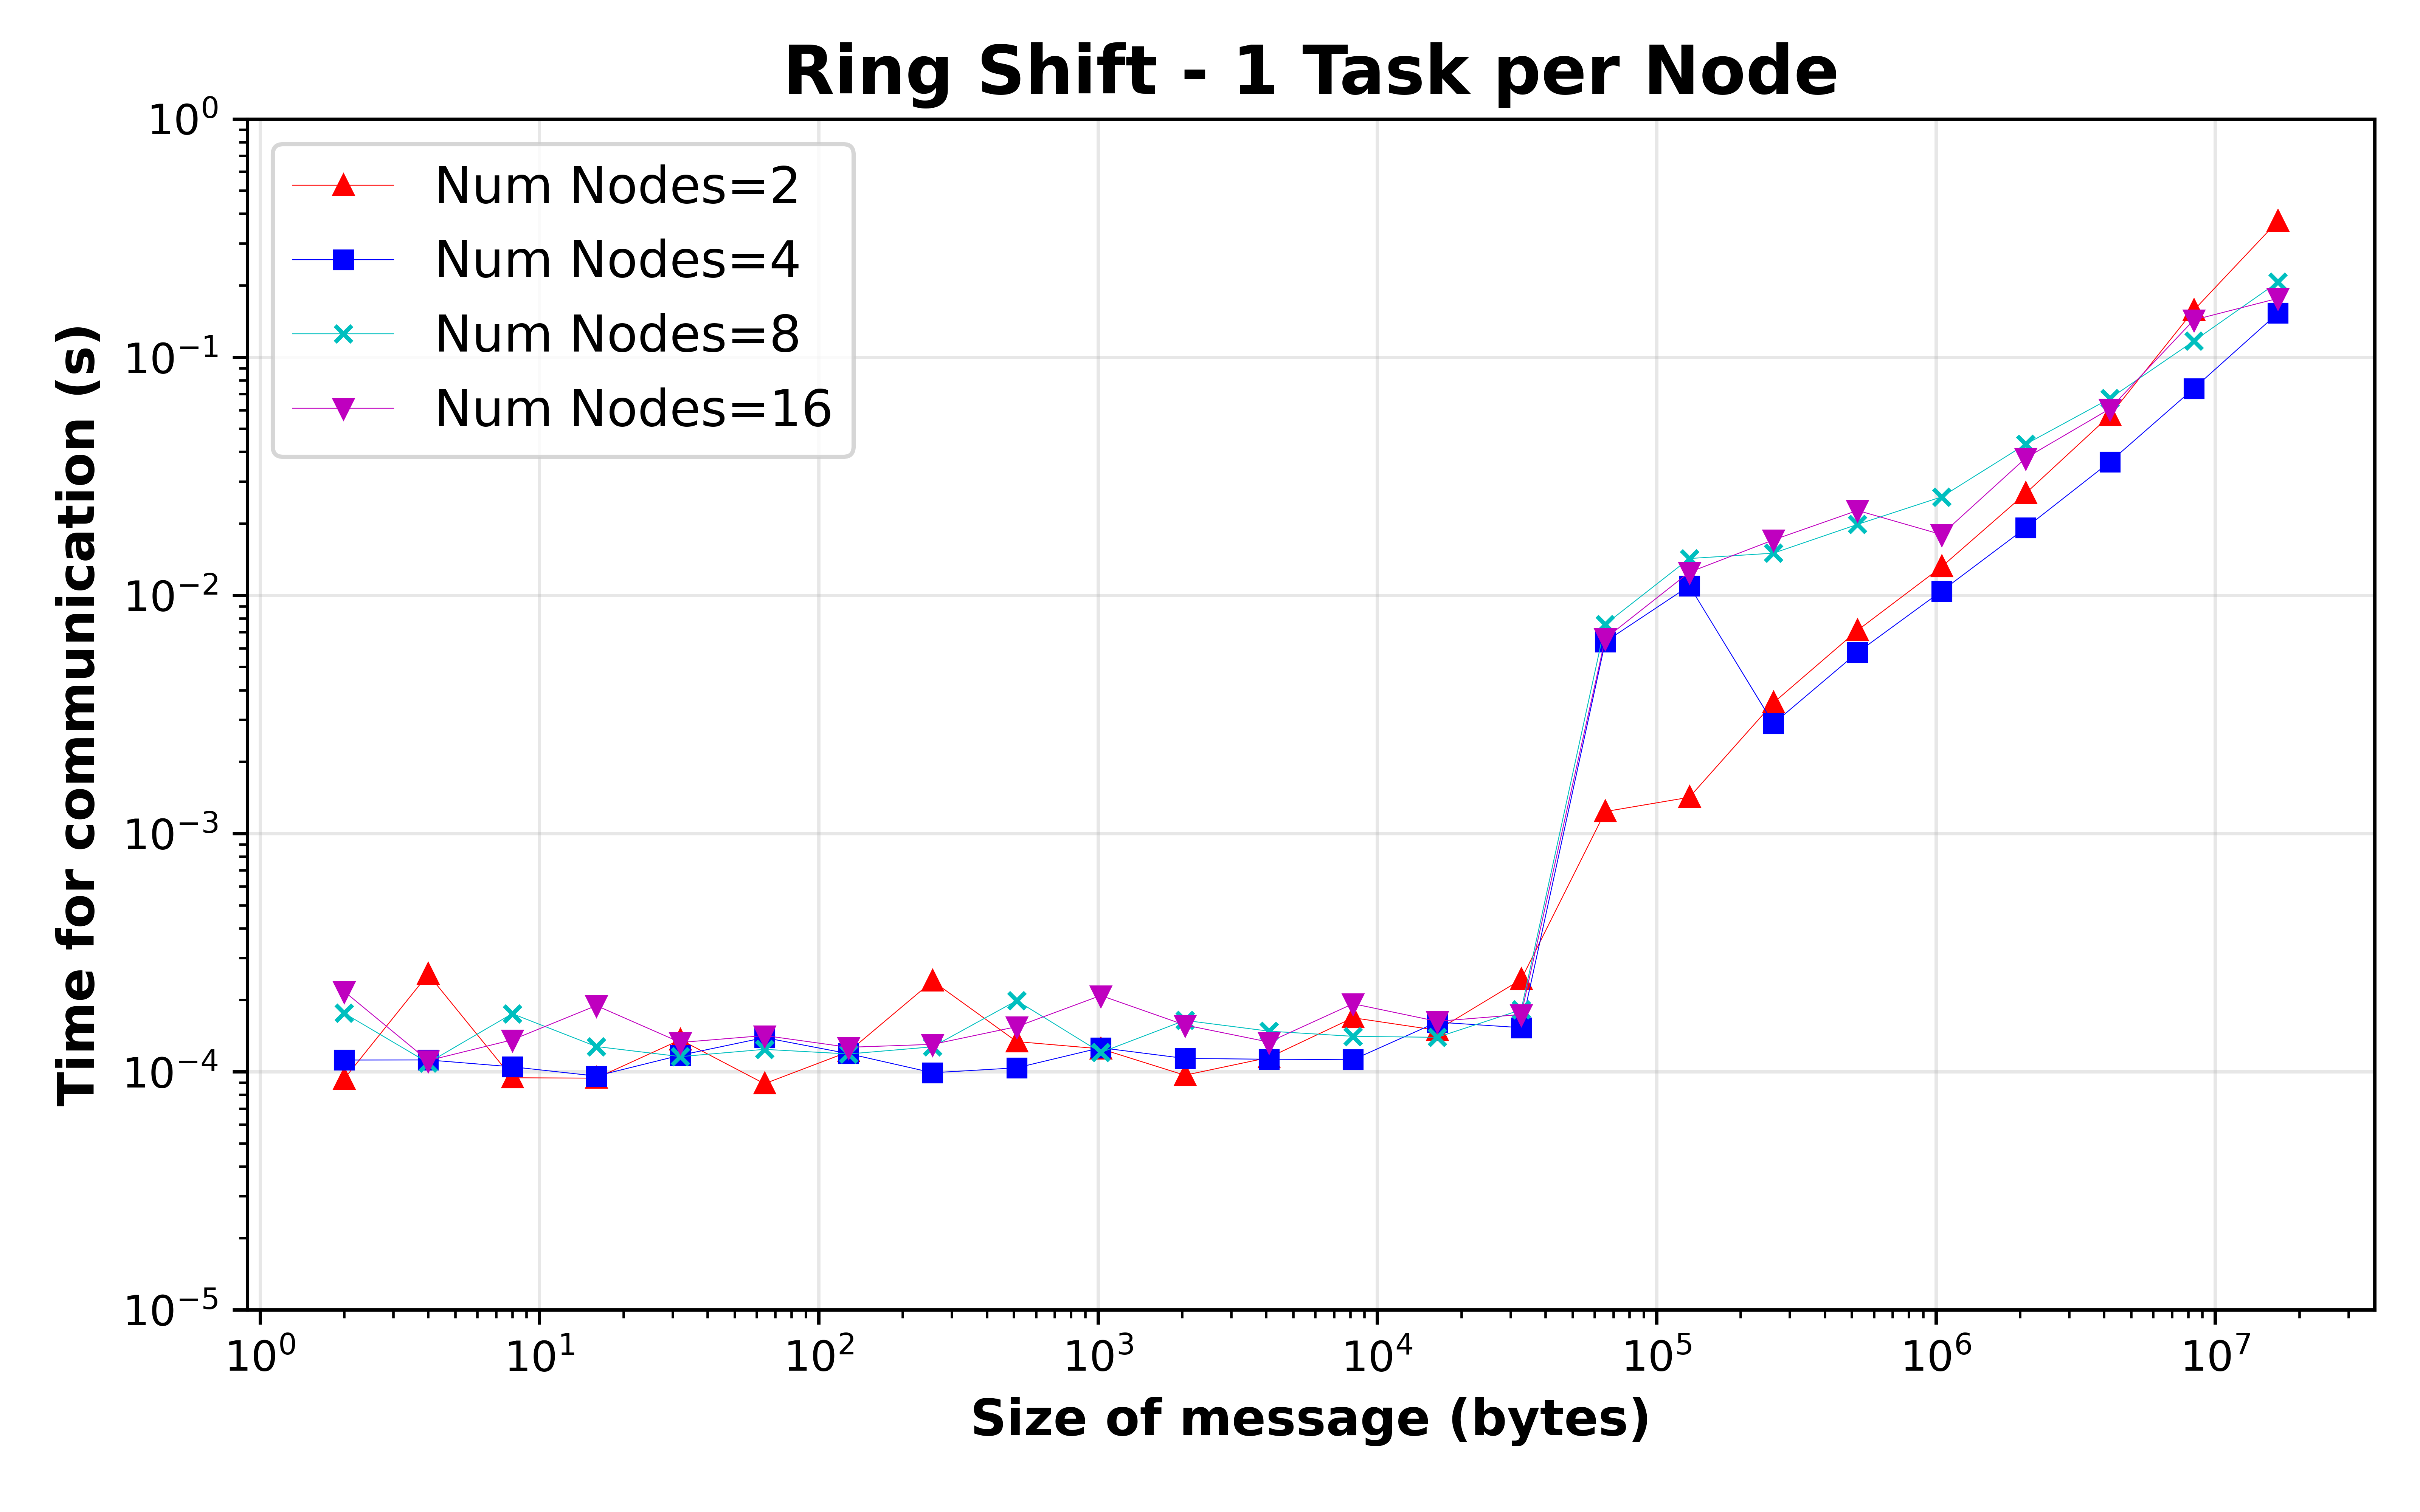 Ring Shift - 1 Task per Node
10⁰
10⁻¹
10⁻²
10⁻³
10⁻⁴
10⁻⁵
Time for communication (s)
Num Nodes=2
Num Nodes=4
Num Nodes=8
Num Nodes=16
10⁰ 10¹ 10² 10³ 10⁴ 10⁵ 10⁶ 10⁷
Size of message (bytes)